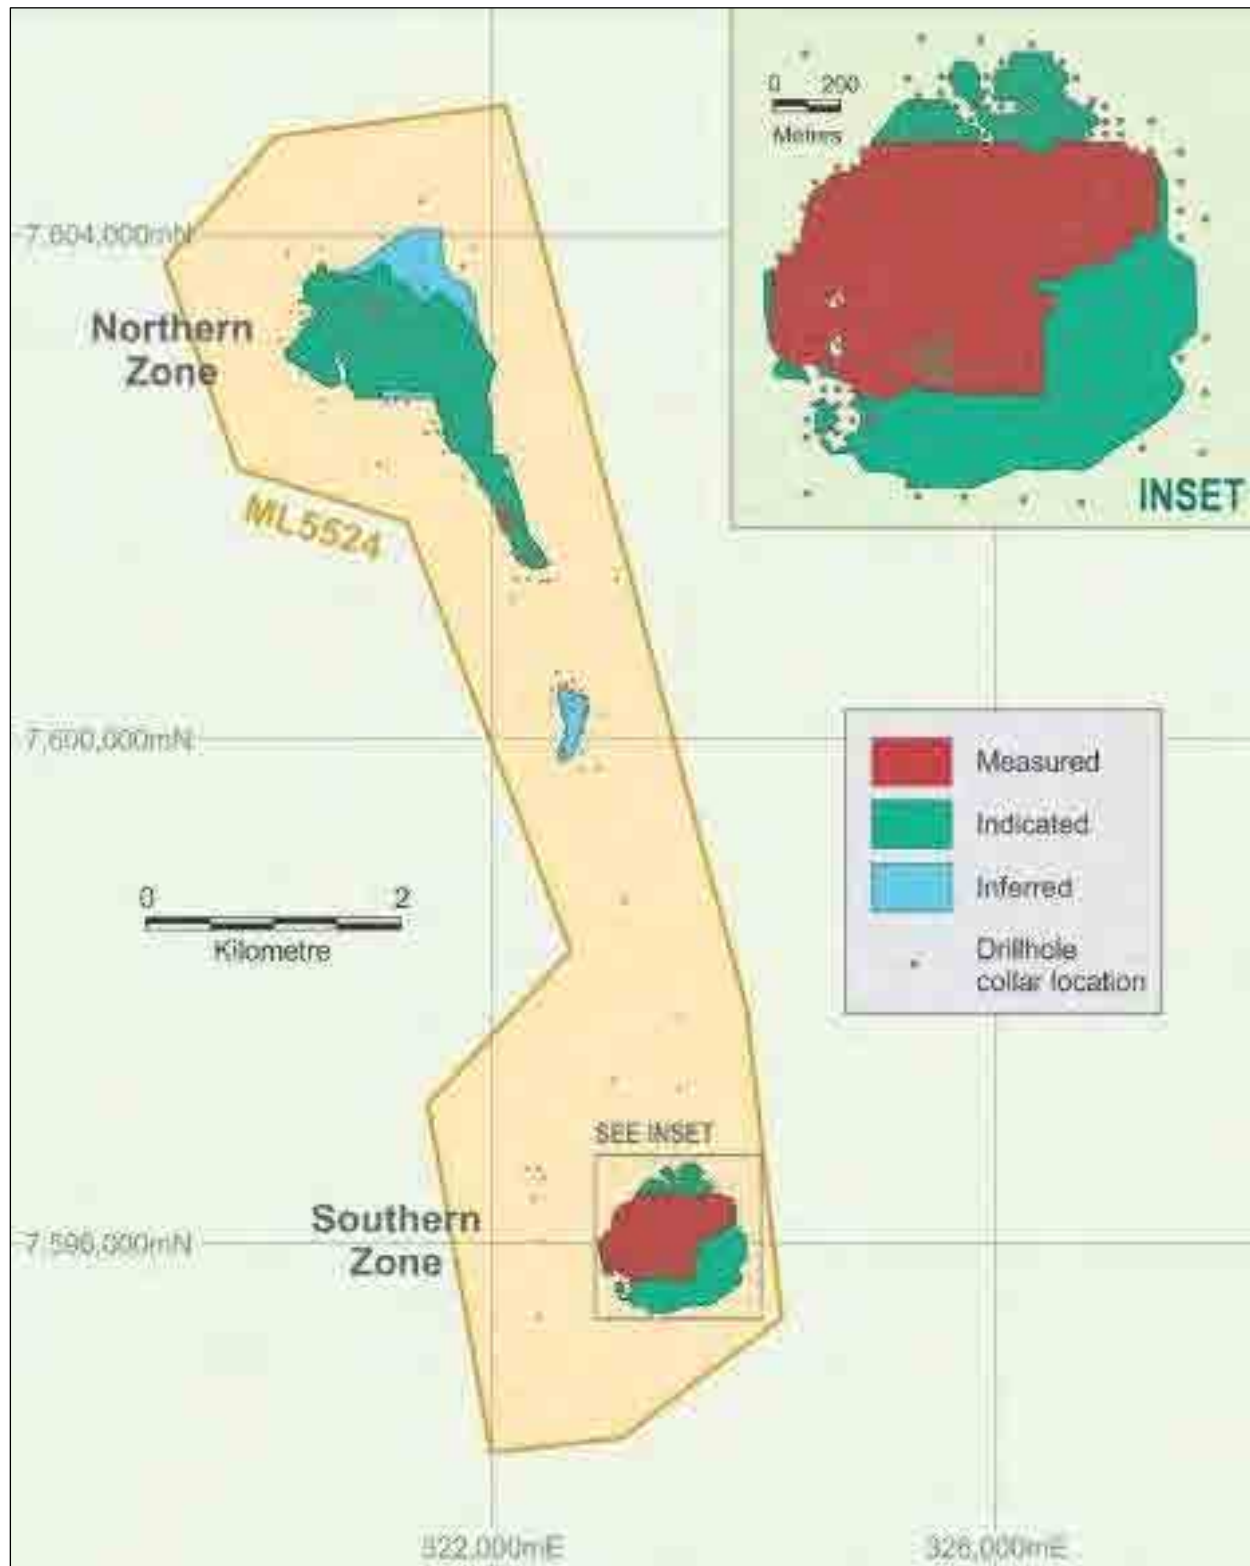 0 200
Metres
7,604,000mN
Northern
Zone
INSET
ML5524
7,600,000mN
Measured
Indicated
Inferred
Drillhole
collar location
0 2
Kilometre
SEE INSET
Southern
Zone
7,596,000mN
322,000mE
326,000mE